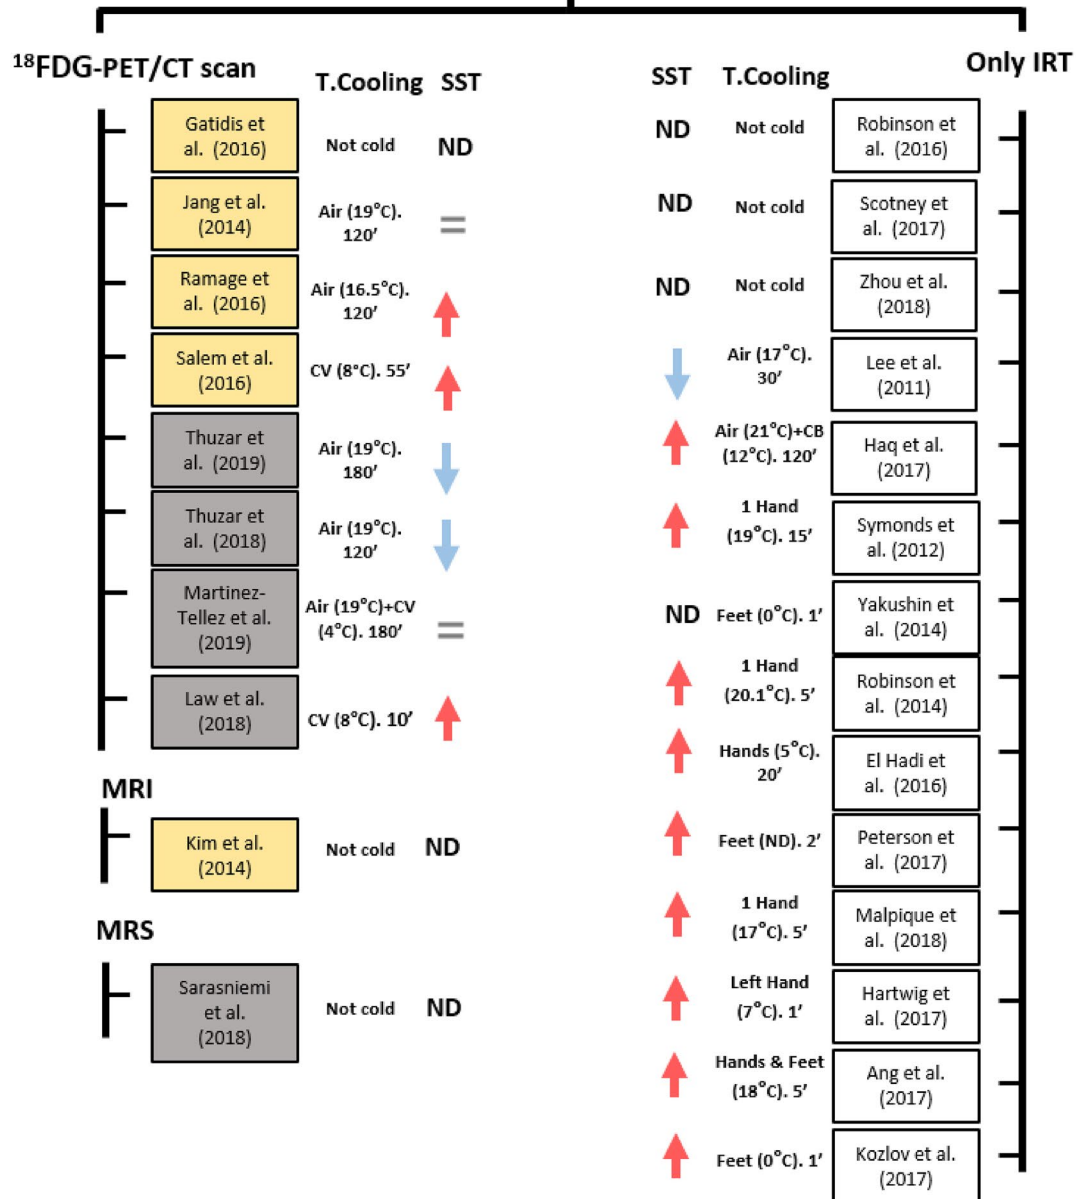 ¹⁸FDG-PET/CT scan
T.Cooling SST
Gatidis et
al. (2016)
Not cold
ND
Jang et al.
(2014)
Air (19°C).
120′
=
Ramage et
al. (2016)
Air (16.5°C).
120′
Salem et al.
(2016)
CV (8°C). 55′
Thuzar et
al. (2019)
Air (19°C).
180′
Thuzar et
al. (2018)
Air (19°C).
120′
Martinez-
Tellez et al.
(2019)
Air (19°C)+CV
(4°C). 180′
=
Law et al.
(2018)
CV (8°C). 10′
MRI
Kim et al.
(2014)
Not cold
ND
MRS
Sarasniemi
et al.
(2018)
Not cold
ND
Only IRT
SST T.Cooling
ND
Not cold
Robinson et
al. (2016)
ND
Not cold
Scotney et
al. (2017)
ND
Not cold
Zhou et al.
(2018)
Air (17°C).
30′
Lee et al.
(2011)
Air (21°C)+CB
(12°C). 120′
Haq et al.
(2017)
1 Hand
(19°C). 15′
Symonds et
al. (2012)
ND
Feet (0°C). 1′
Yakushin et
al. (2014)
1 Hand
(20.1°C). 5′
Robinson et
al. (2014)
Hands (5°C).
20′
El Hadi et
al. (2016)
Feet (ND). 2′
Peterson et
al. (2017)
1 Hand
(17°C). 5′
Malpique et
al. (2018)
Left Hand
(7°C). 1′
Hartwig et
al. (2017)
Hands & Feet
(18°C). 5′
Ang et al.
(2017)
Feet (0°C). 1′
Kozlov et al.
(2017)